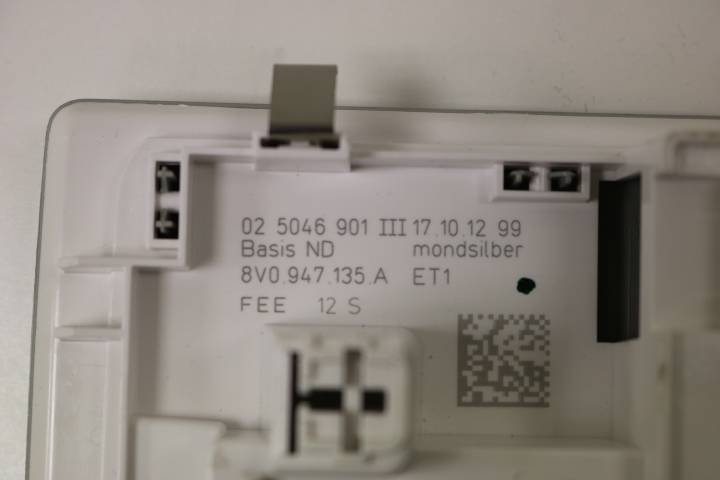 02 5046 901 III 17.10.12 99
Basis ND mondsilber
8V0.947.135.A ET1
FEE 12 S